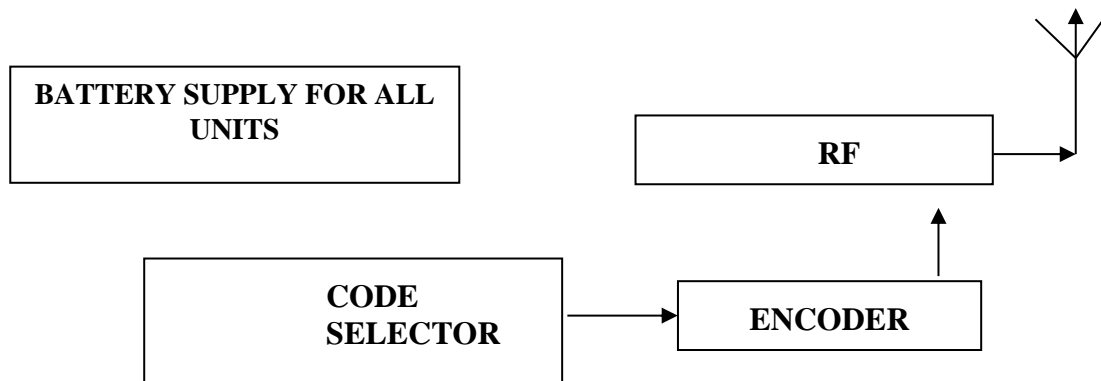 BATTERY SUPPLY FOR ALL
UNITS
RF
CODE
SELECTOR
ENCODER